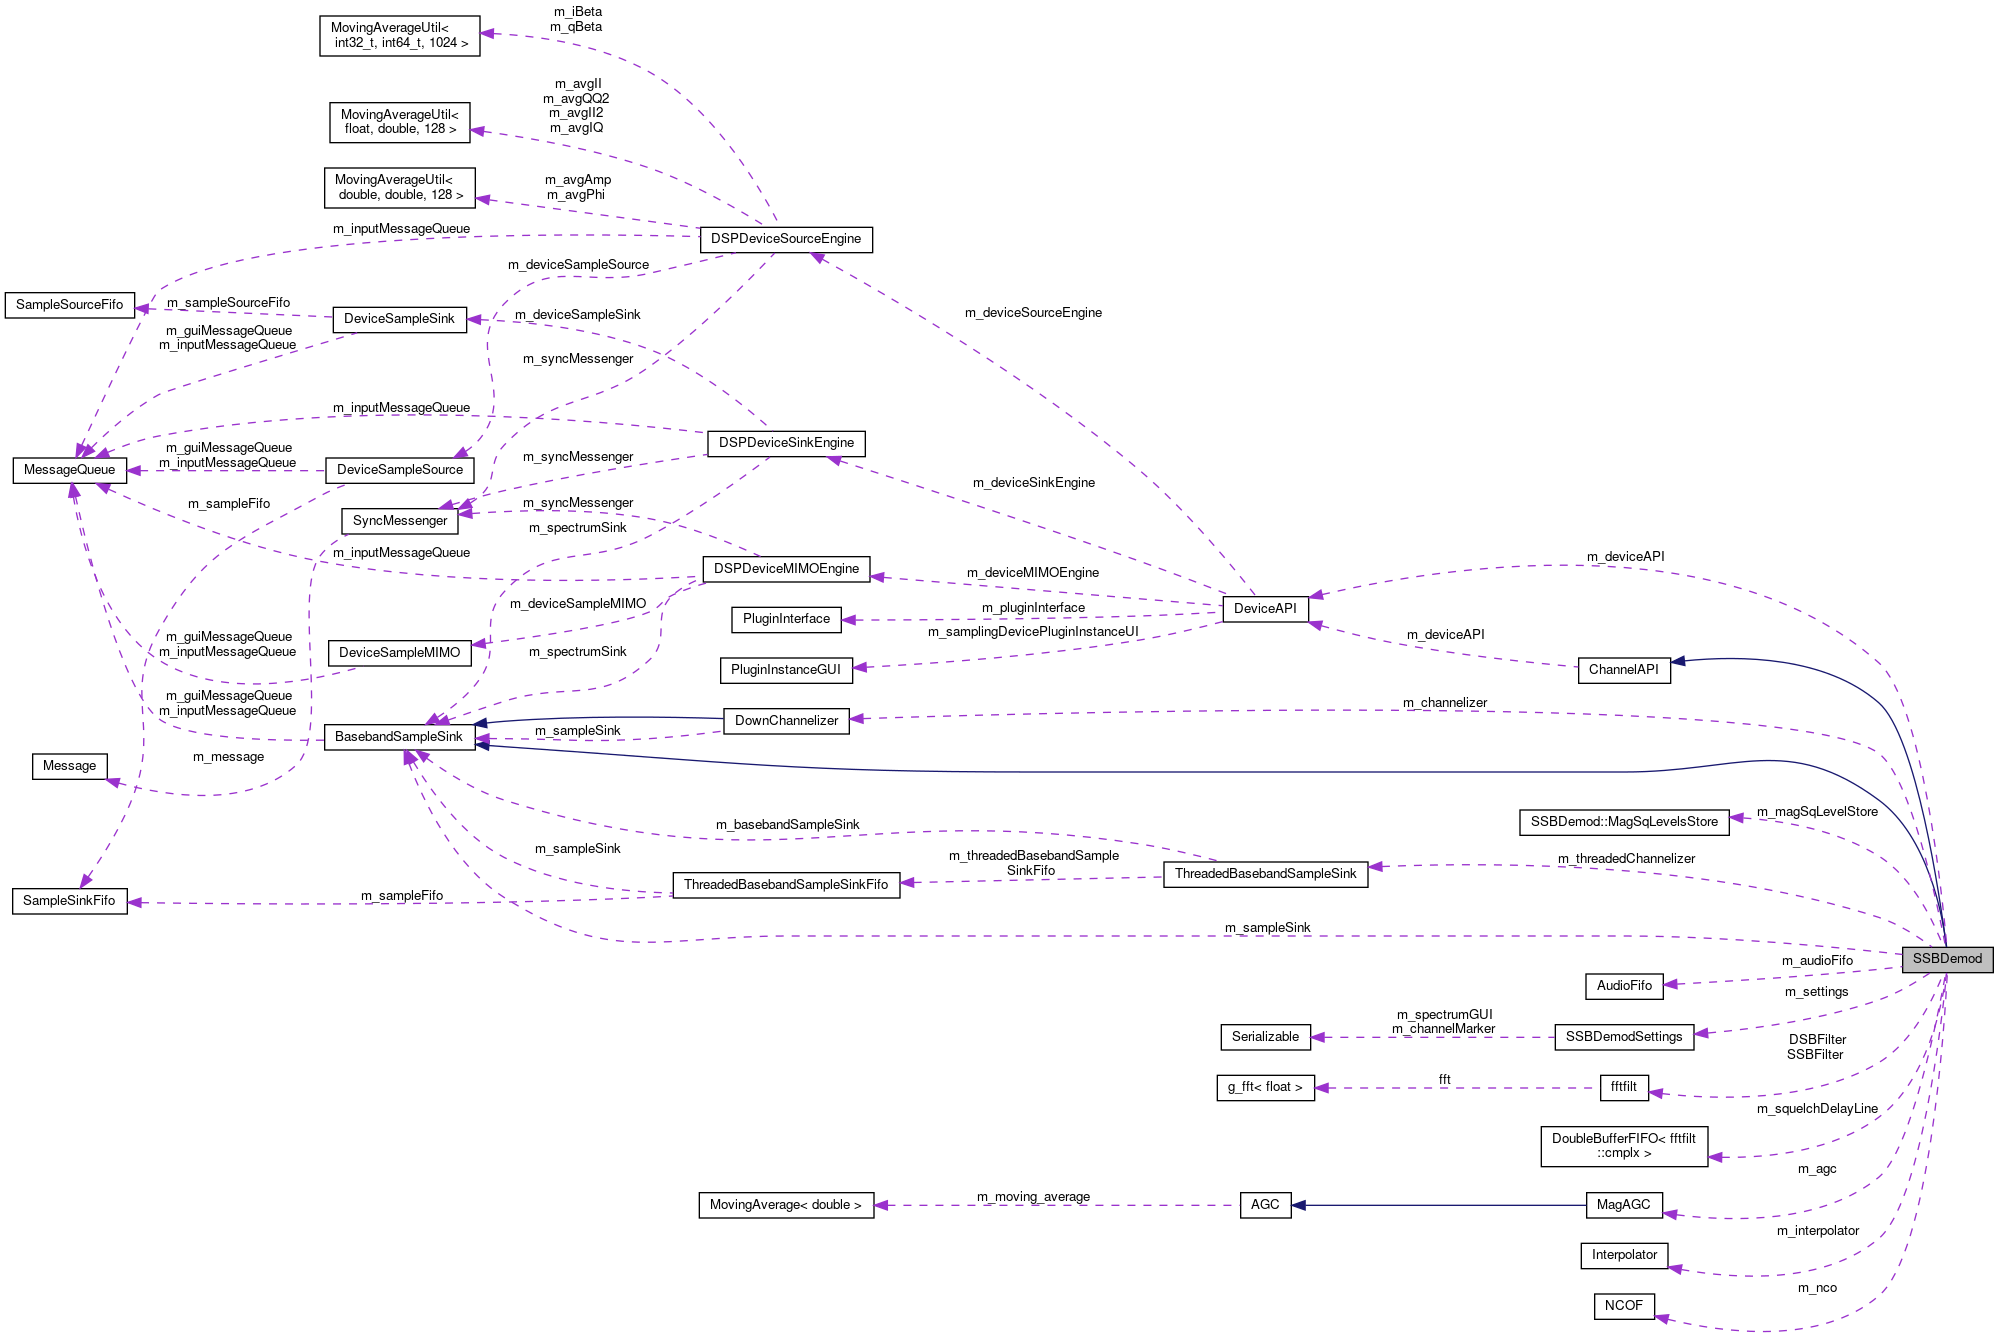 m_iBeta
m_qBeta
MovingAverageUtil<
int32_t, int64_t, 1024 >
m_avgII
m_avgQQ2
m_avgII2
m_avgIQ
MovingAverageUtil<
float, double, 128 >
MovingAverageUtil<
double, double, 128 >
m_avgAmp
m_avgPhi
m_inputMessageQueue
DSPDeviceSourceEngine
m_deviceSampleSource
SampleSourceFifo
m_sampleSourceFifo
DeviceSampleSink
m_deviceSampleSink
m_deviceSourceEngine
m_guiMessageQueue
m_inputMessageQueue
m_syncMessenger
m_inputMessageQueue
DSPDeviceSinkEngine
m_guiMessageQueue
m_inputMessageQueue
MessageQueue
DeviceSampleSource
m_syncMessenger
m_deviceSinkEngine
m_sampleFifo
m_syncMessenger
SyncMessenger
m_spectrumSink
m_inputMessageQueue
DSPDeviceMIMOEngine
m_deviceMIMOEngine
m_deviceAPI
m_deviceSampleMIMO
PluginInterface
m_pluginInterface
DeviceAPI
m_samplingDevicePluginInstanceUI
m_deviceAPI
m_guiMessageQueue
m_inputMessageQueue
DeviceSampleMIMO
m_spectrumSink
PluginInstanceGUI
ChannelAPI
m_guiMessageQueue
m_inputMessageQueue
m_channelizer
DownChannelizer
BasebandSampleSink
m_sampleSink
Message
m_message
m_basebandSampleSink
SSBDemod::MagSqLevelsStore
m_magSqLevelStore
m_sampleSink
m_threadedBasebandSample
SinkFifo
m_threadedChannelizer
ThreadedBasebandSampleSink
ThreadedBasebandSampleSinkFifo
SampleSinkFifo
m_sampleFifo
m_sampleSink
SSBDemod
m_audioFifo
AudioFifo
m_settings
m_spectrumGUI
m_channelMarker
Serializable
SSBDemodSettings
DSBFilter
SSBFilter
g_fft< float >
fft
fftfilt
m_squelchDelayLine
DoubleBufferFIFO< fftfilt
::cmplx >
m_agc
MovingAverage< double >
m_moving_average
AGC
MagAGC
m_interpolator
Interpolator
m_nco
NCOF